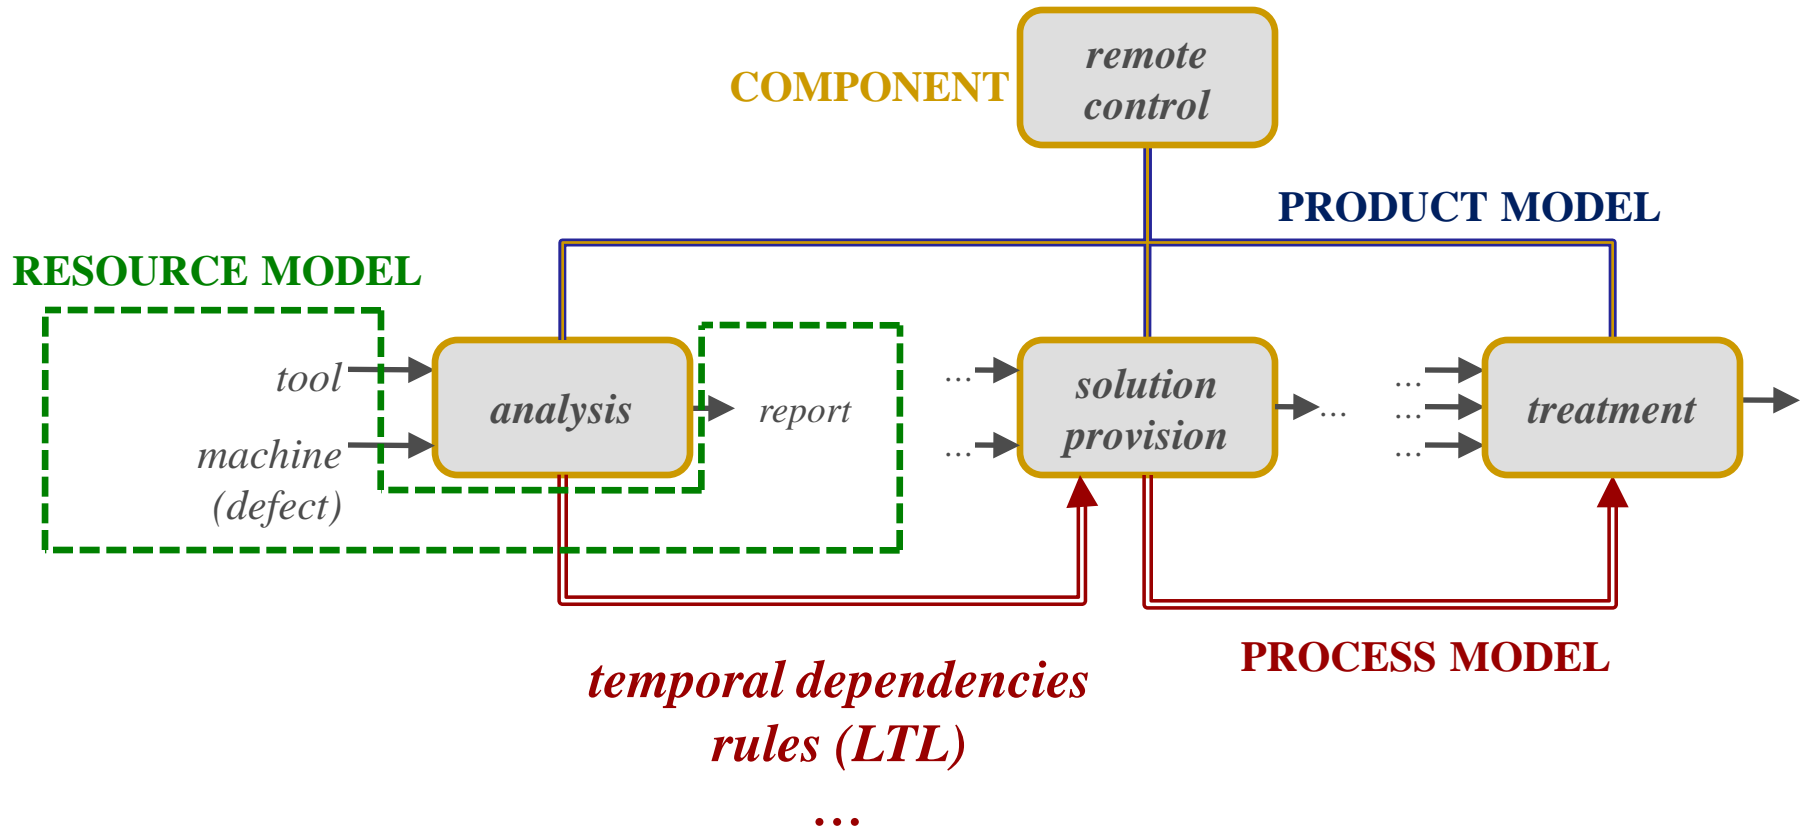 remote
control
COMPONENT
PRODUCT MODEL
RESOURCE MODEL
tool
machine
(defect)
analysis
report
...
...
solution
provision
...
...
...
...
treatment
PROCESS MODEL
temporal dependencies
rules (LTL)
...